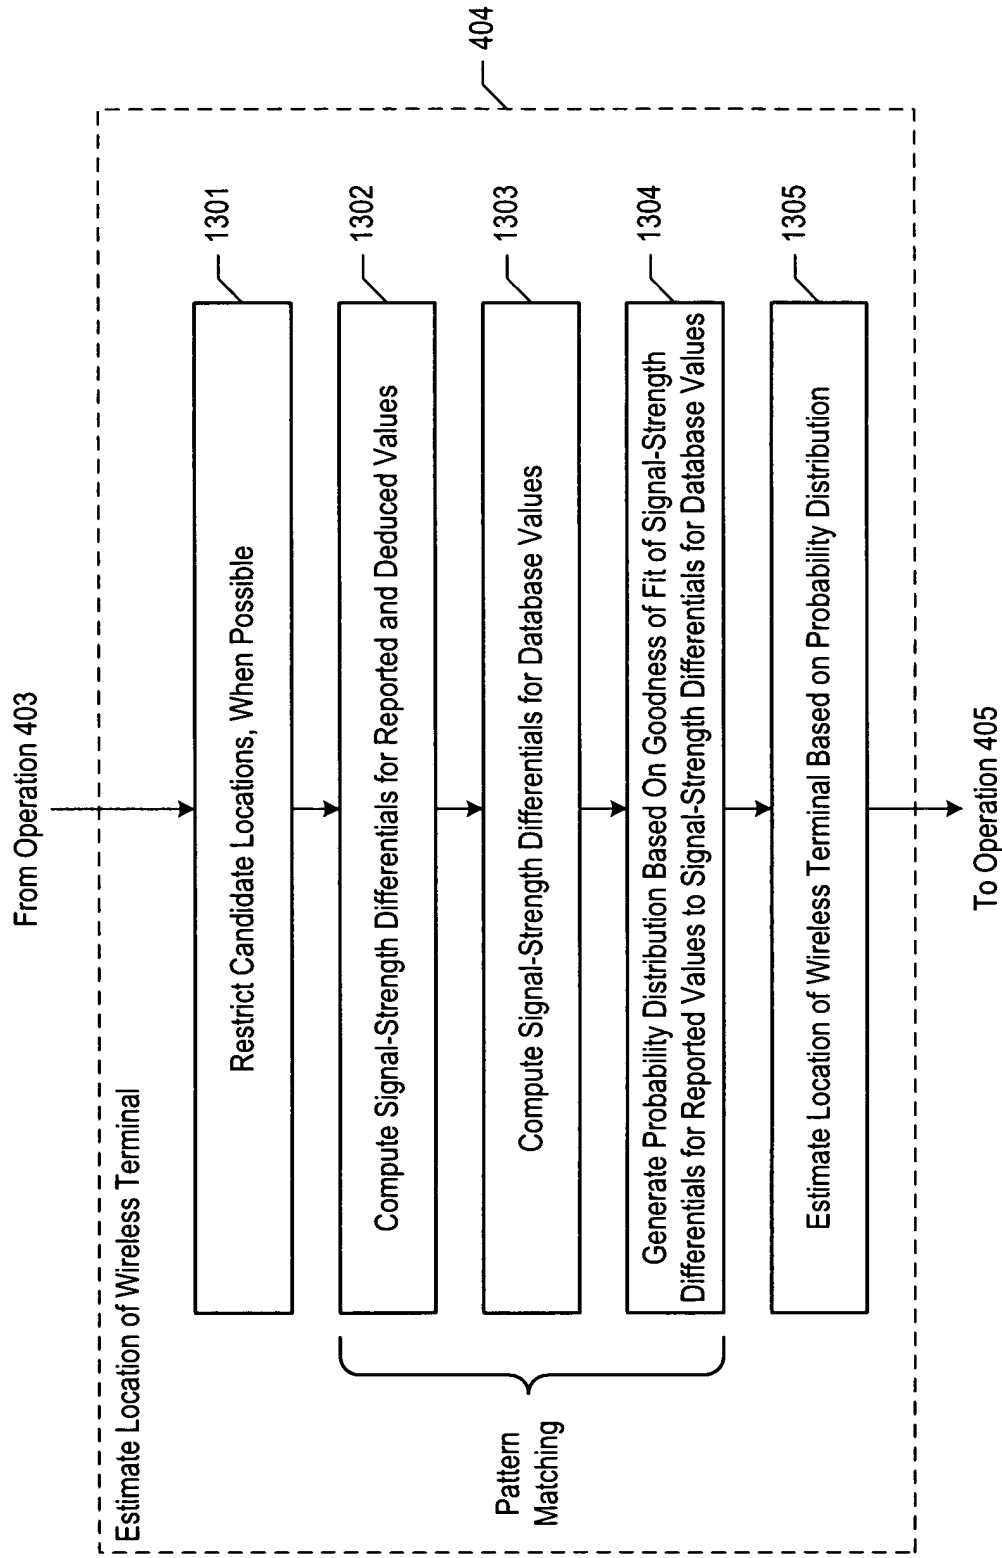 From Operation 403
Estimate Location of Wireless Terminal
404
Restrict Candidate Locations, When Possible
1301
Compute Signal-Strength Differentials for Reported and Deduced Values
1302
Compute Signal-Strength Differentials for Database Values
1303
Generate Probability Distribution Based On Goodness of Fit of Signal-Strength
Differentials for Reported Values to Signal-Strength Differentials for Database Values
1304
Pattern
Matching
Estimate Location of Wireless Terminal Based on Probability Distribution
1305
To Operation 405